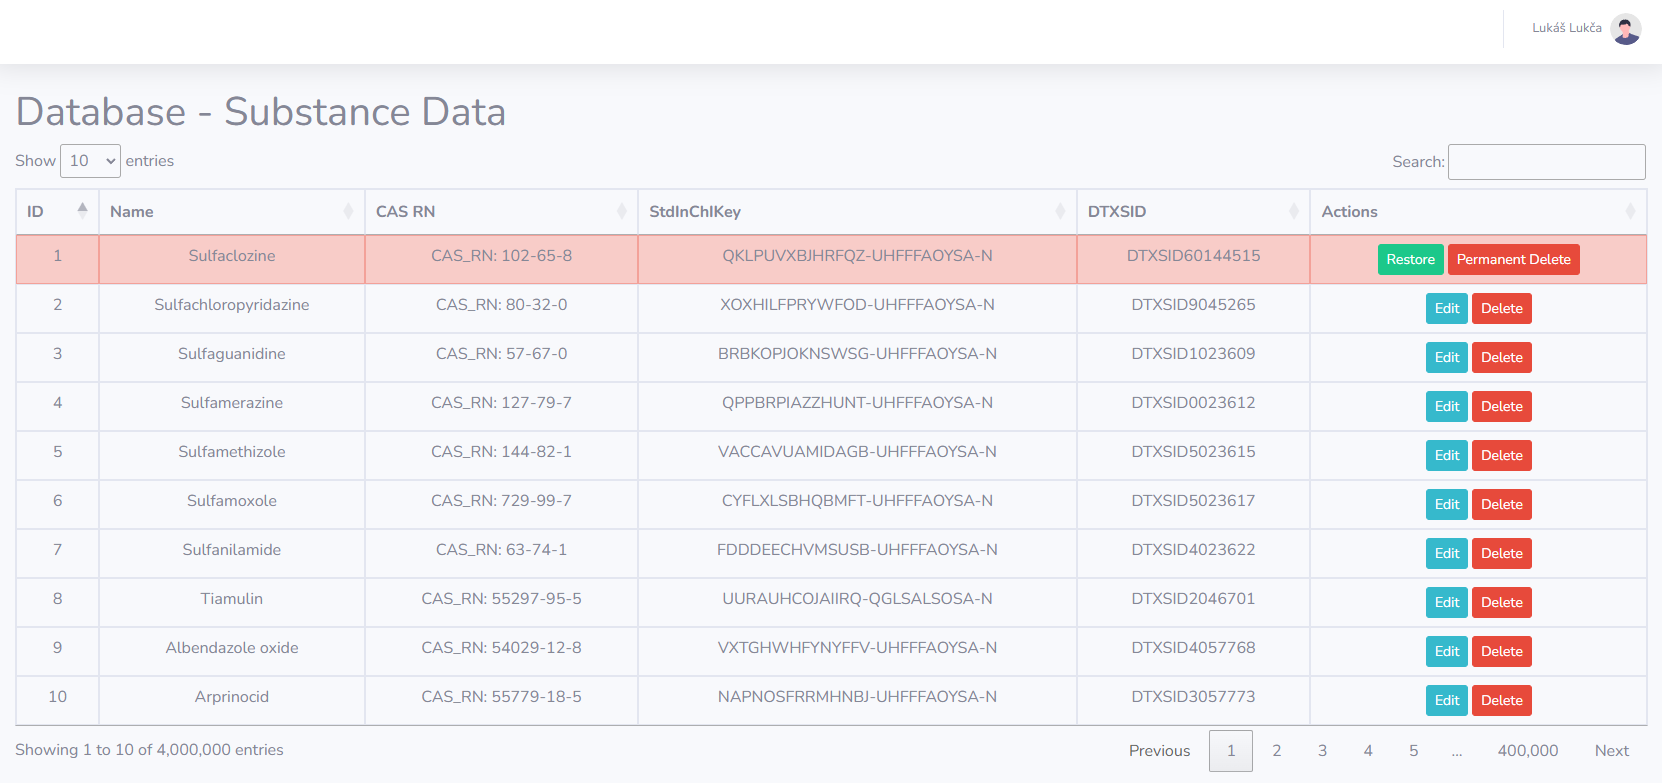 Lukáš Lukča
Database - Substance Data
Show 10 entries Search:
ID Name CAS RN StdInChIKey DTXSID Actions
1 Sulfaclozine CAS_RN: 102-65-8 QKLPUVXBJHRFQZ-UHFFFAOYSA-N DTXSID60144515 Restore Permanent Delete
2 Sulfachloropyridazine CAS_RN: 80-32-0 XOXHILFPRYWFOD-UHFFFAOYSA-N DTXSID9045265 Edit Delete
3 Sulfaguanidine CAS_RN: 57-67-0 BRBKOPJOKNSWSG-UHFFFAOYSA-N DTXSID1023609 Edit Delete
4 Sulfamerazine CAS_RN: 127-79-7 QPPBRPIAZZHUNT-UHFFFAOYSA-N DTXSID0023612 Edit Delete
5 Sulfamethizole CAS_RN: 144-82-1 VACCAVUAMIDAGB-UHFFFAOYSA-N DTXSID5023615 Edit Delete
6 Sulfamoxole CAS_RN: 729-99-7 CYFLXLSBHQBMFT-UHFFFAOYSA-N DTXSID5023617 Edit Delete
7 Sulfanilamide CAS_RN: 63-74-1 FDDDEECHVMSUSB-UHFFFAOYSA-N DTXSID4023622 Edit Delete
8 Tiamulin CAS_RN: 55297-95-5 UURAUHCOJAIIRQ-QGLSALSOSA-N DTXSID2046701 Edit Delete
9 Albendazole oxide CAS_RN: 54029-12-8 VXTGHWHFYNYFFV-UHFFFAOYSA-N DTXSID4057768 Edit Delete
10 Arprinocid CAS_RN: 55779-18-5 NAPNOSFRRMHNBJ-UHFFFAOYSA-N DTXSID3057773 Edit Delete
Showing 1 to 10 of 4,000,000 entries Previous 1 2 3 4 5 ... 400,000 Next